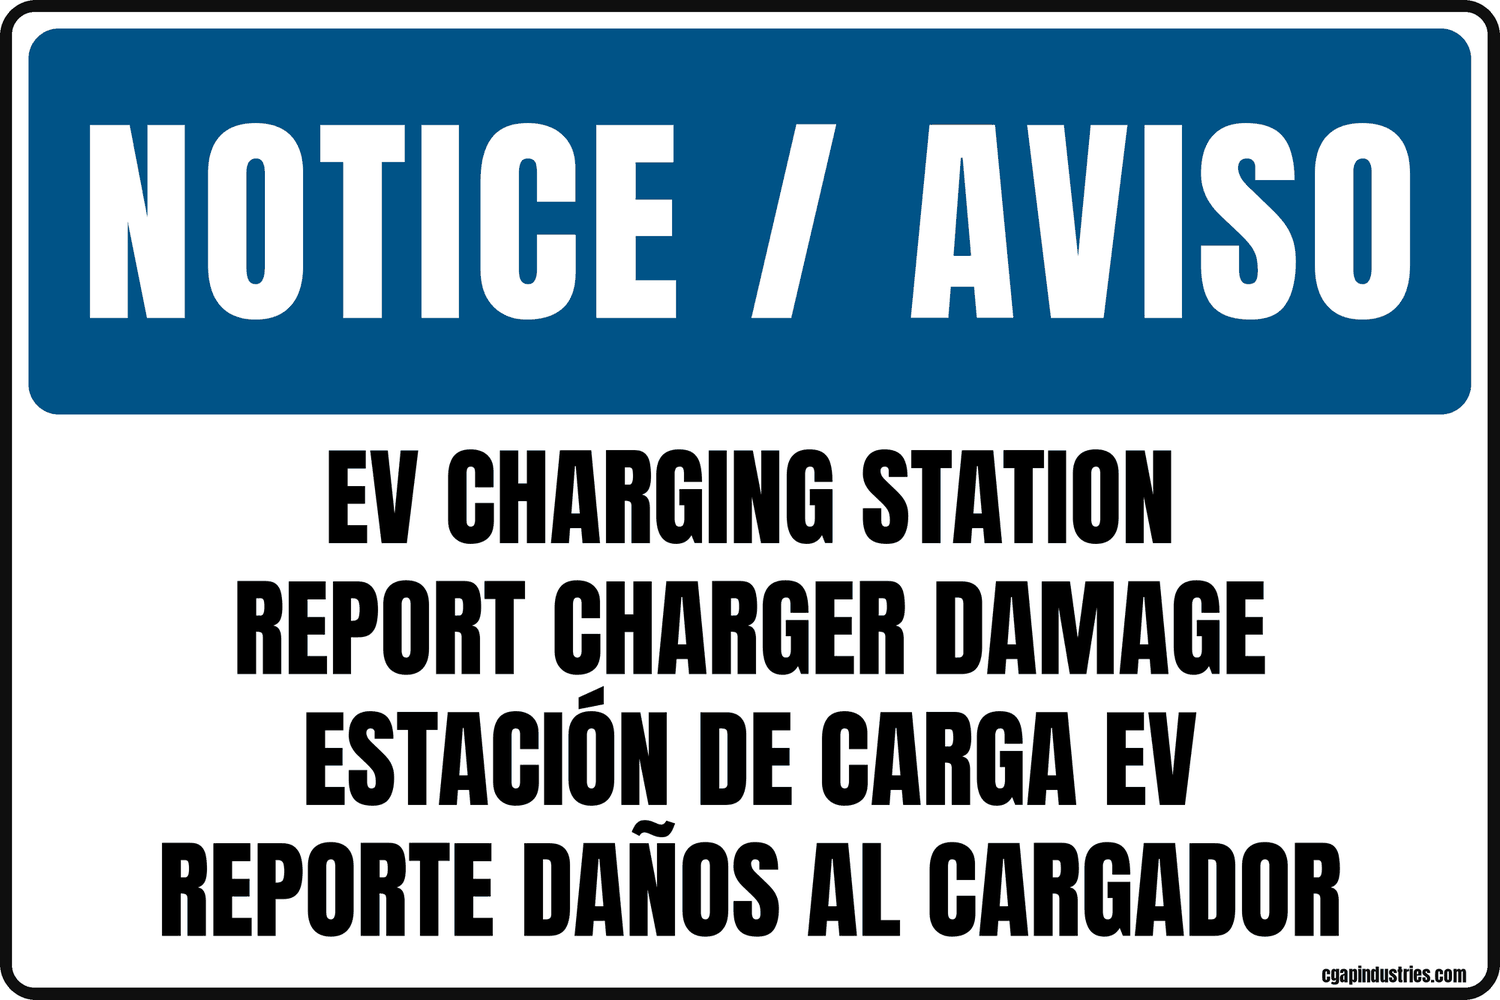 NOTICE / AVISO
EV CHARGING STATION
REPORT CHARGER DAMAGE
ESTACIÓN DE CARGA EV
REPORTE DAÑOS AL CARGADOR
cgapindustries.com